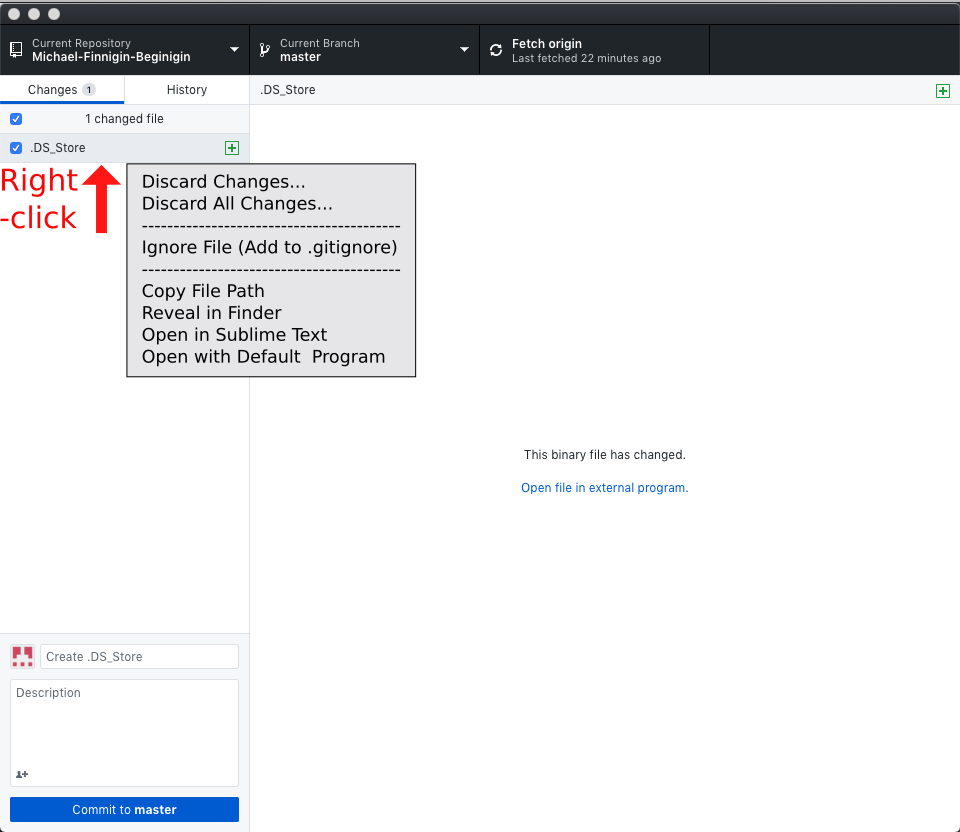 Current Repository
Michael-Finnigin-Beginigin
Current Branch
master
Fetch origin
Last fetched 22 minutes ago
Changes 1
History
.DS_Store
1 changed file
.DS_Store
Right
-click
Discard Changes...
Discard All Changes...
-----------------------------------------
Ignore File (Add to .gitignore)
-----------------------------------------
Copy File Path
Reveal in Finder
Open in Sublime Text
Open with Default  Program
This binary file has changed.
Open file in external program.
Create .DS_Store
Description
Commit to master